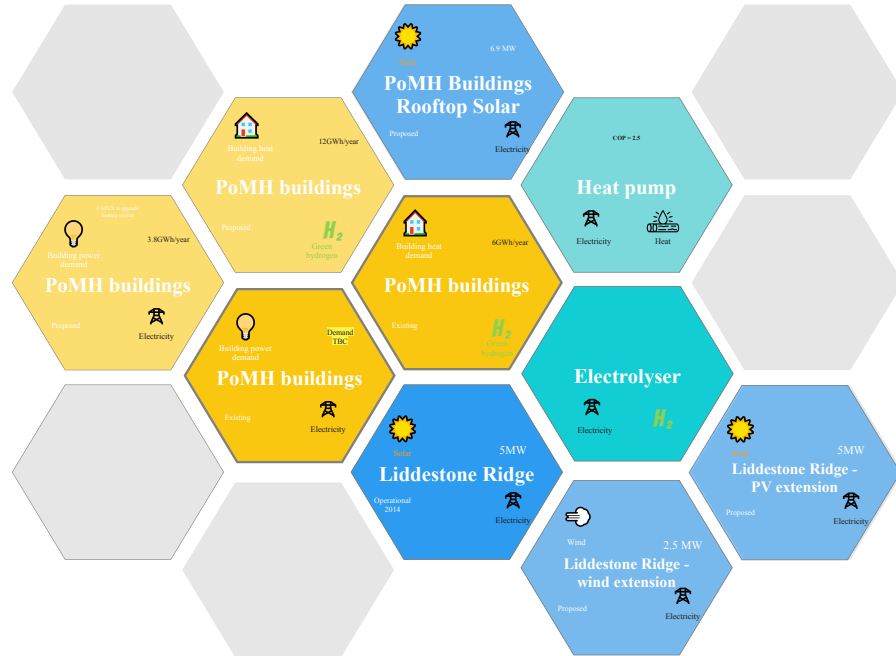 Solar
6.9 MW
PoMH Buildings
Rooftop Solar
Proposed
Electricity
12GWh/year
Building heat
demand
PoMH buildings
Proposed
H₂
Green
hydrogen
COP = 2.5
Heat pump
Electricity
Heat
3.8GWh/year
Building power
demand
PoMH buildings
Proposed
Electricity
6GWh/year
Building heat
demand
PoMH buildings
Existing
H₂
Green
hydrogen
Demand
TBC
Building power
demand
PoMH buildings
Existing
Electricity
Electrolyser
Electricity
H₂
Solar
5MW
Liddestone Ridge
Operational
2014
Electricity
Solar
5MW
Liddestone Ridge -
PV extension
Proposed
Electricity
Wind
2.5 MW
Liddestone Ridge -
wind extension
Proposed
Electricity